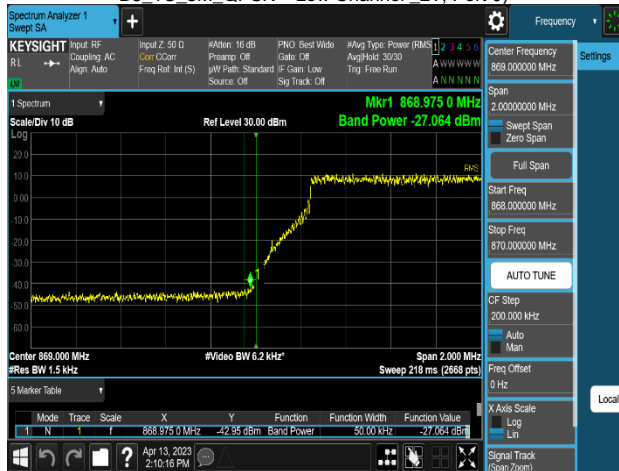 Spectrum Analyzer 1
Swept SA
+
Frequency
KEYSIGHT
RL
Input: RF
Coupling: AC
Align: Auto
Input Z: 50 Ω
Corr CCorr
Freq Ref: Int (S)
#Atten: 16 dB
Preamp: Off
µW Path: Standard
Source: Off
PNO: Best Wide
Gate: Off
IF Gain: Low
Sig Track: Off
#Avg Type: Power (RMS
Avg|Hold: 30/30
Trig: Free Run
1 2 3 4 5 6
A W W W W W
A N N N N N
Center Frequency
869.000000 MHz
Settings
Span
2.00000000 MHz
Swept Span
Zero Span
Full Span
Start Freq
868.000000 MHz
Stop Freq
870.000000 MHz
AUTO TUNE
CF Step
200.000 kHz
Auto
Man
Freq Offset
0 Hz
X Axis Scale
Log
Lin
Signal Track
(Span Zoom)
Local
1 Spectrum
Scale/Div 10 dB
Ref Level 30.00 dBm
Mkr1 868.975 0 MHz
Band Power -27.064 dBm
Log
RMS
20.0
10.0
0.00
-10.0
-20.0
-30.0
-40.0
-50.0
-60.0
Center 869.000 MHz
#Video BW 6.2 kHz*
Span 2.000 MHz
#Res BW 1.5 kHz
Sweep 218 ms (2668 pts)
5 Marker Table
Mode Trace Scale X Y Function Function Width Function Value
1 N 1 f 868.975 0 MHz -42.95 dBm Band Power 50.00 kHz -27.064 dBm
Apr 13, 2023
2:10:16 PM